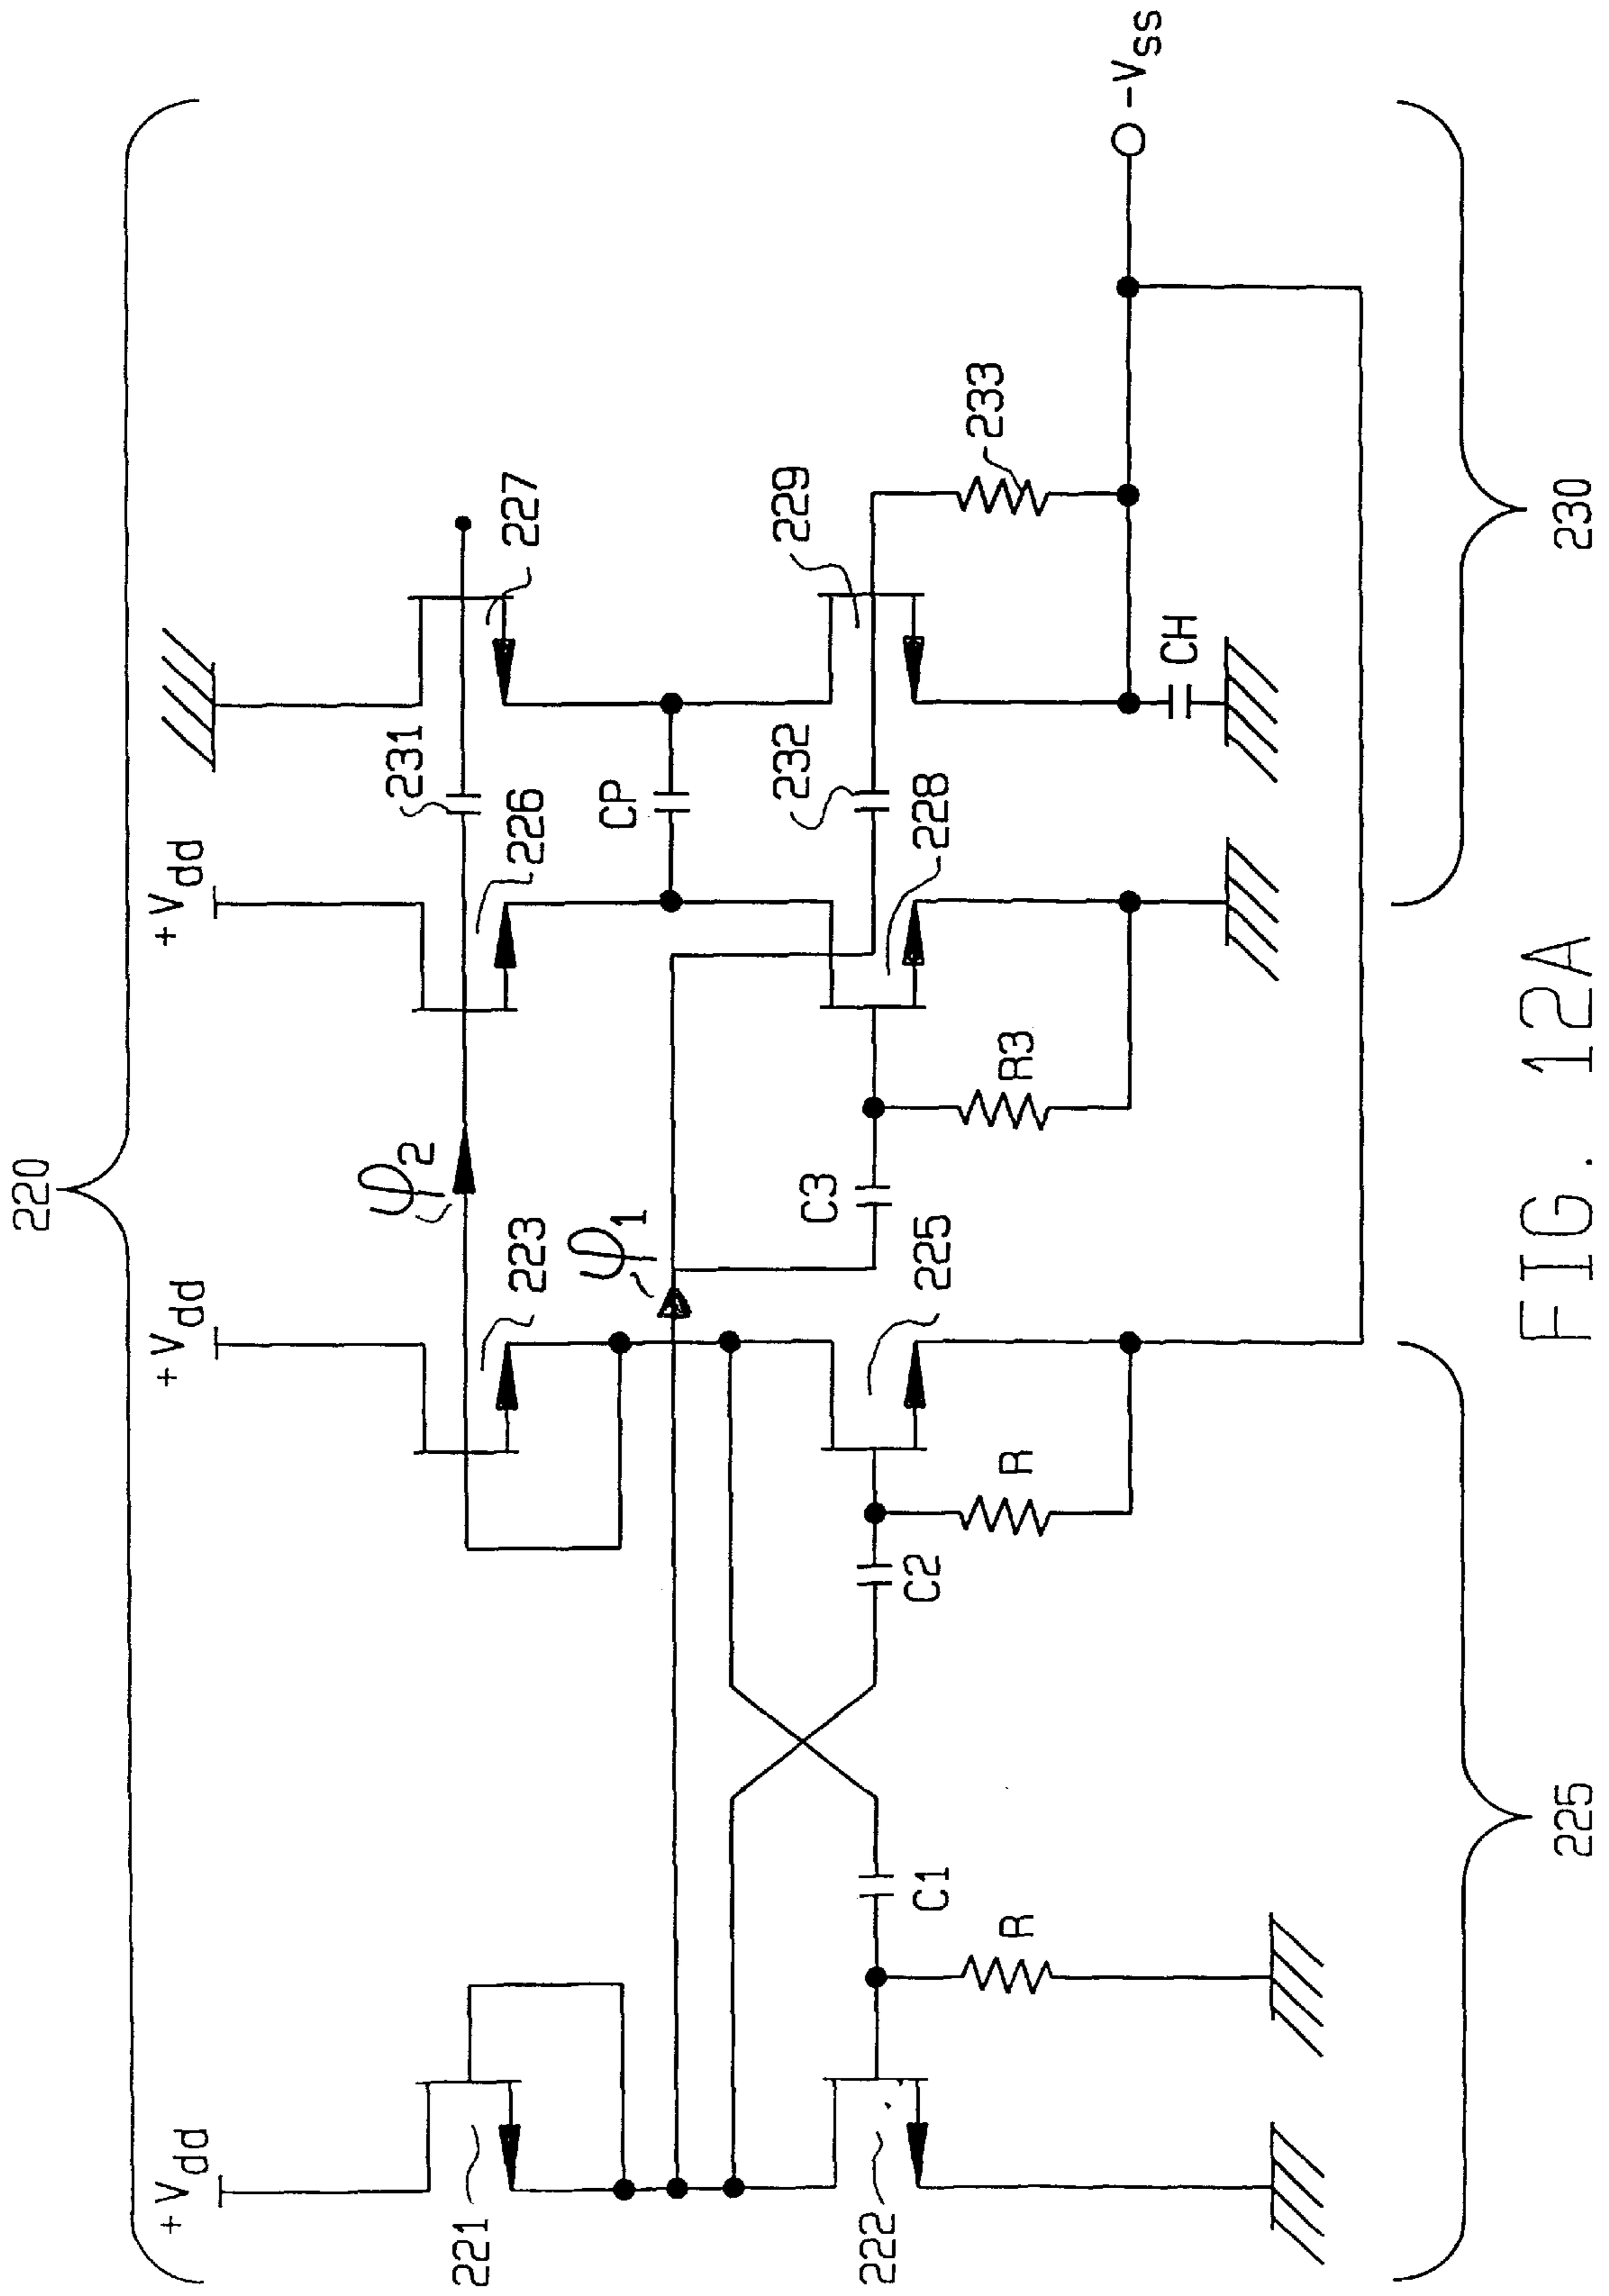 220
+Vdd
+Vdd
+Vdd
221
223
φ2
226
231
227
φ1
CP
222
C1
R
C2
R
225
C3
R3
228
232
229
233
CH
-Vss
225
230
FIG. 12A